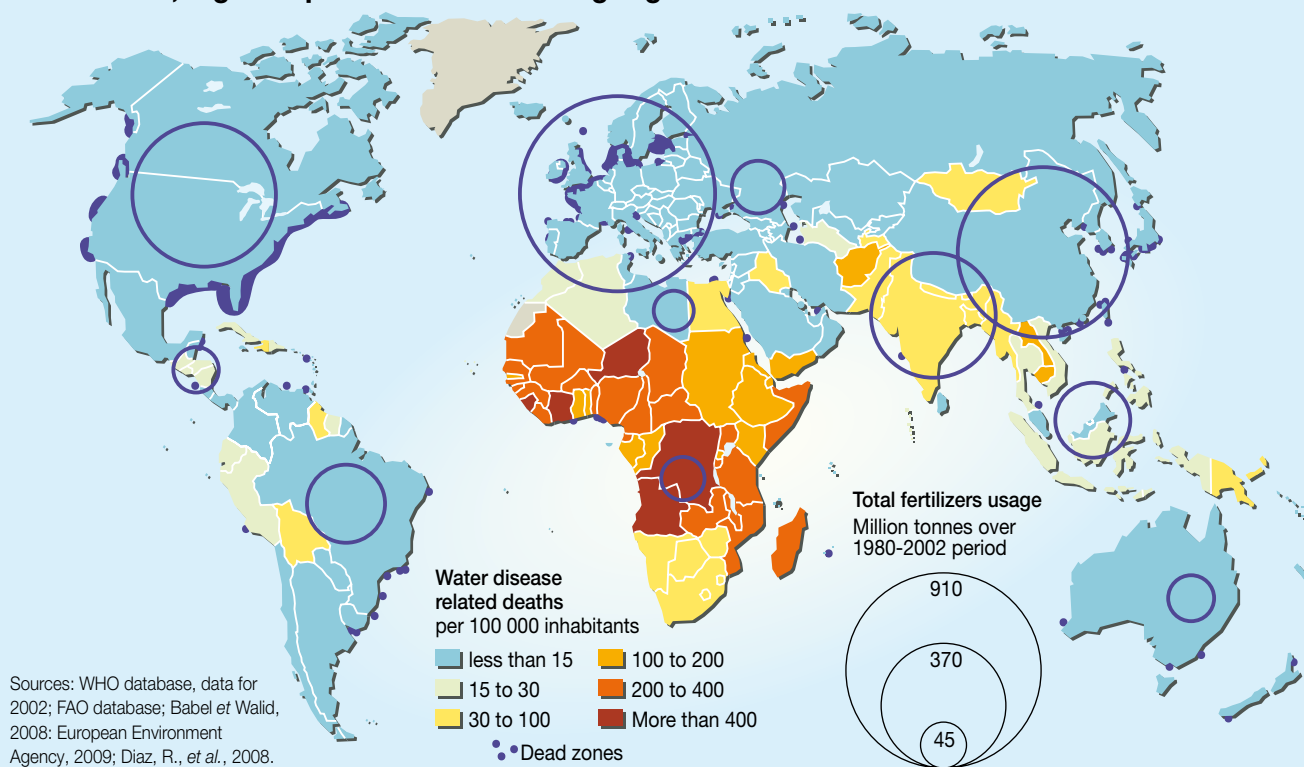 Water disease
related deaths
per 100 000 inhabitants
less than 15
15 to 30
30 to 100
100 to 200
200 to 400
More than 400
Dead zones
Total fertilizers usage
Million tonnes over
1980-2002 period
910
370
45
Sources: WHO database, data for
2002; FAO database; Babel et Walid,
2008: European Environment
Agency, 2009; Diaz, R., et al., 2008.